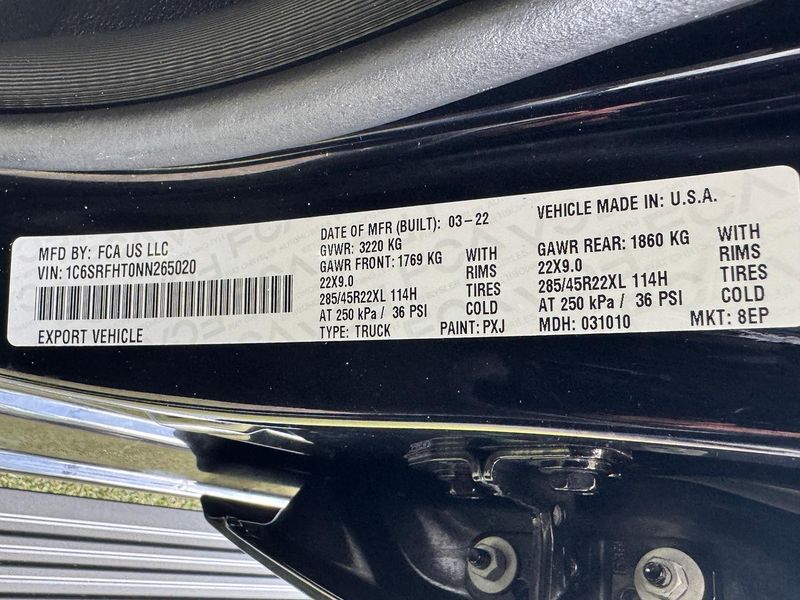 MFD BY: FCA US LLC
VIN: 1C6SRFHT0NN265020
EXPORT VEHICLE
DATE OF MFR (BUILT): 03-22
GVWR: 3220 KG
GAWR FRONT: 1769 KG WITH
22X9.0 RIMS
285/45R22XL 114H TIRES
AT 250 kPa / 36 PSI COLD
TYPE: TRUCK PAINT: PXJ
VEHICLE MADE IN: U.S.A.
GAWR REAR: 1860 KG WITH
22X9.0 RIMS
285/45R22XL 114H TIRES
AT 250 kPa / 36 PSI COLD
MDH: 031010 MKT: 8EP